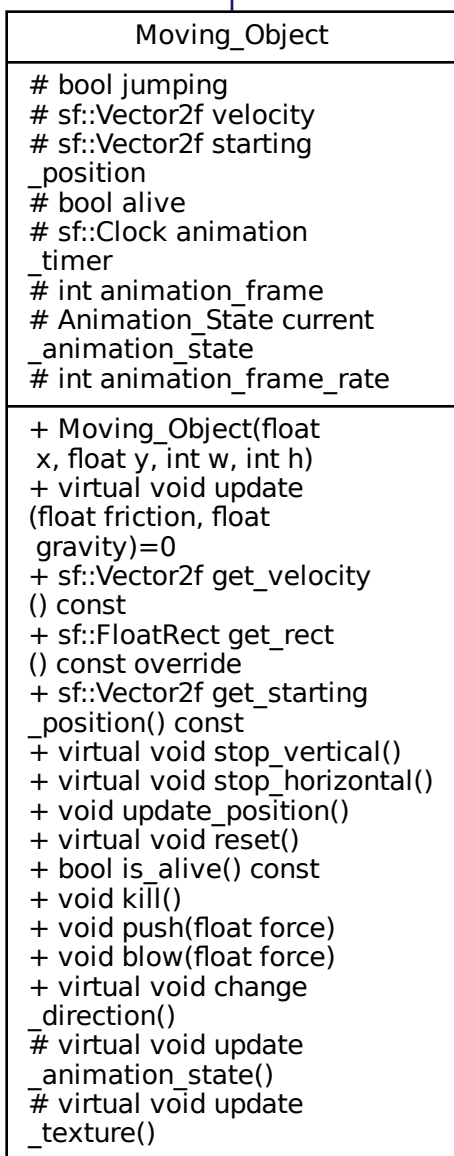 Moving_Object
# bool jumping
# sf::Vector2f velocity
# sf::Vector2f starting
_position
# bool alive
# sf::Clock animation
_timer
# int animation_frame
# Animation_State current
_animation_state
# int animation_frame_rate
+ Moving_Object(float
x, float y, int w, int h)
+ virtual void update
(float friction, float
gravity)=0
+ sf::Vector2f get_velocity
() const
+ sf::FloatRect get_rect
() const override
+ sf::Vector2f get_starting
_position() const
+ virtual void stop_vertical()
+ virtual void stop_horizontal()
+ void update_position()
+ virtual void reset()
+ bool is_alive() const
+ void kill()
+ void push(float force)
+ void blow(float force)
+ virtual void change
_direction()
# virtual void update
_animation_state()
# virtual void update
_texture()